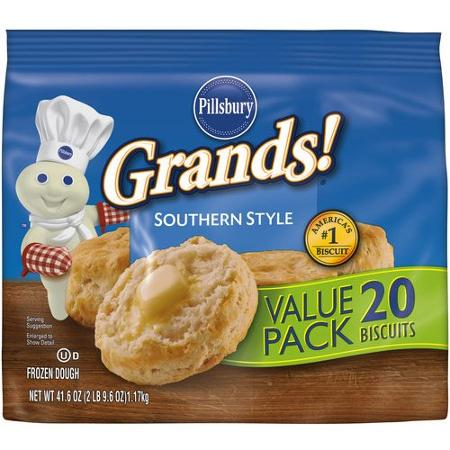 Pillsbury
Grands!
SOUTHERN STYLE
AMERICA'S
#1
BISCUIT
VALUE
PACK
20
BISCUITS
Serving
Suggestion
Enlarged to
Show Detail
U D
FROZEN DOUGH
NET WT 41.6 OZ (2 LB 9.6 OZ) 1.17kg